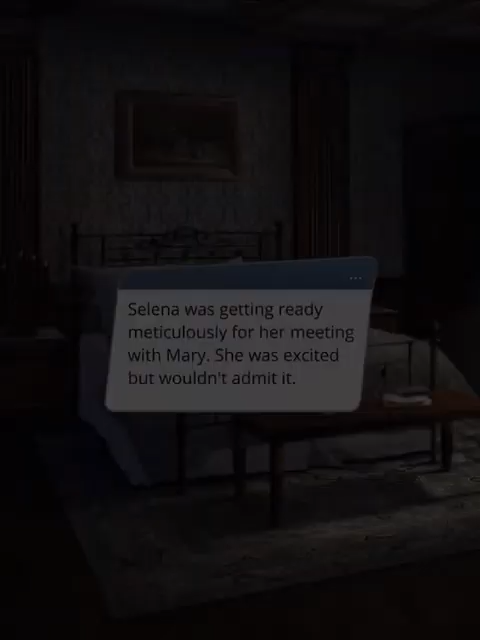 ...
Selena was getting ready
meticulously for her meeting
with Mary. She was excited
but wouldn't admit it.